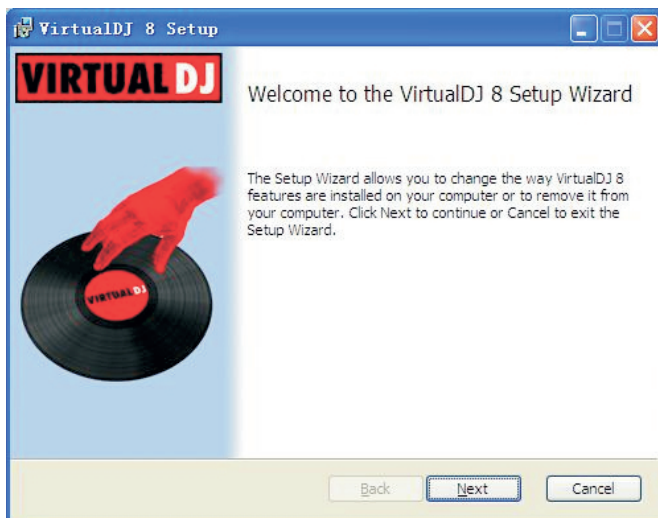 VirtualDJ 8 Setup
VIRTUAL DJ
Welcome to the VirtualDJ 8 Setup Wizard
The Setup Wizard allows you to change the way VirtualDJ 8
features are installed on your computer or to remove it from
your computer. Click Next to continue or Cancel to exit the
Setup Wizard.
VIRTUAL DJ
Back
Next
Cancel